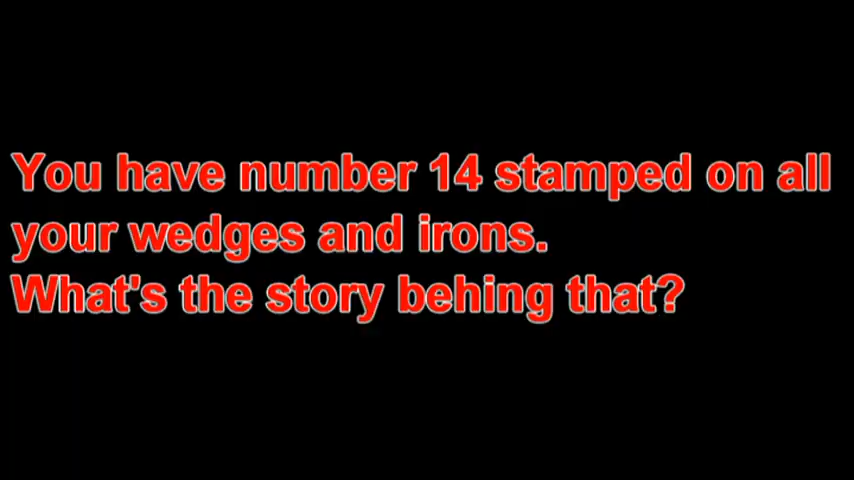 You have number 14 stamped on all
your wedges and irons.
What's the story behing that?